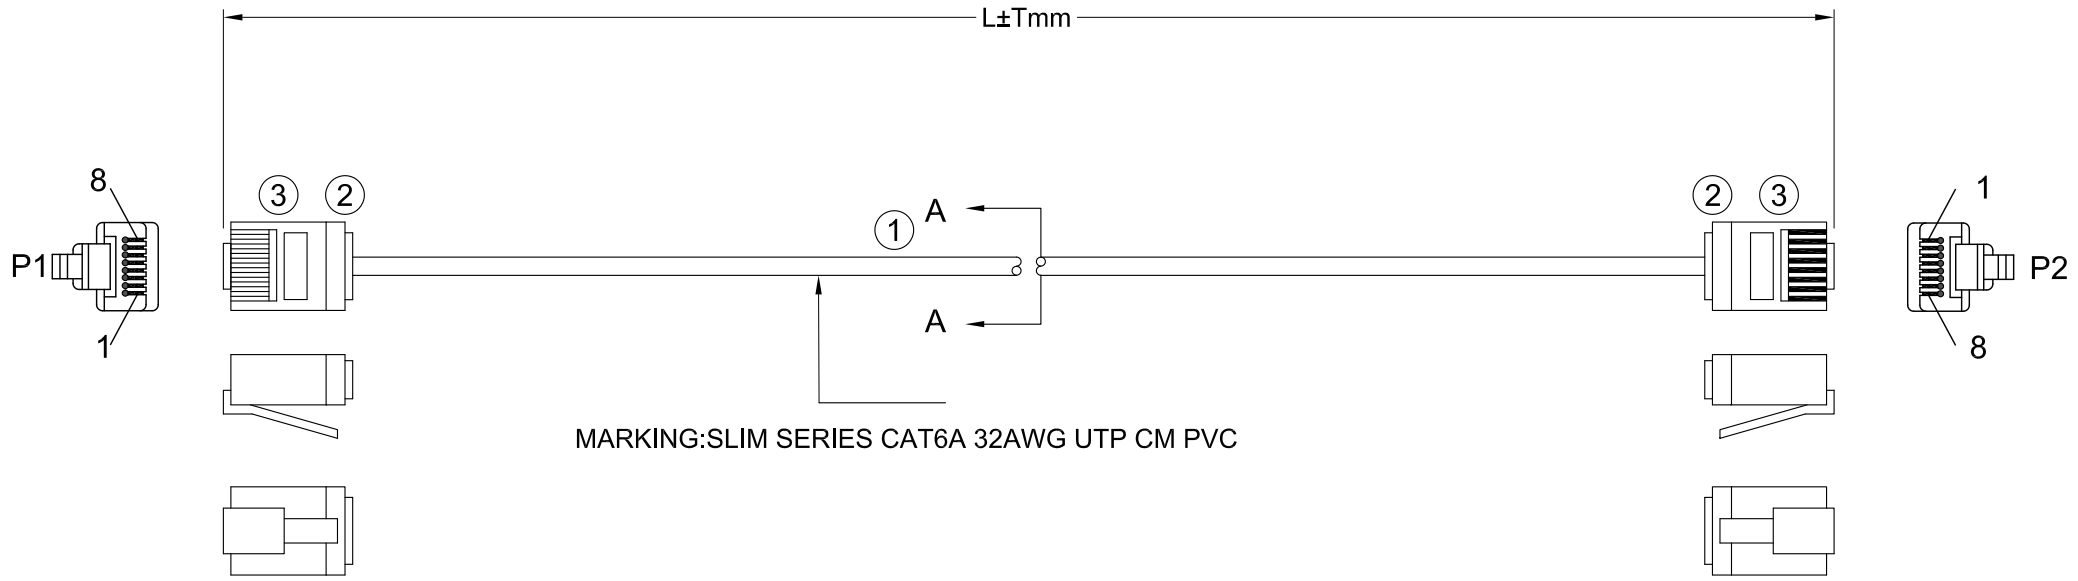 L±Tmm
8
3
2
1
A
2
3
1
P1
P2
1
A
8
MARKING:SLIM SERIES CAT6A 32AWG UTP CM PVC